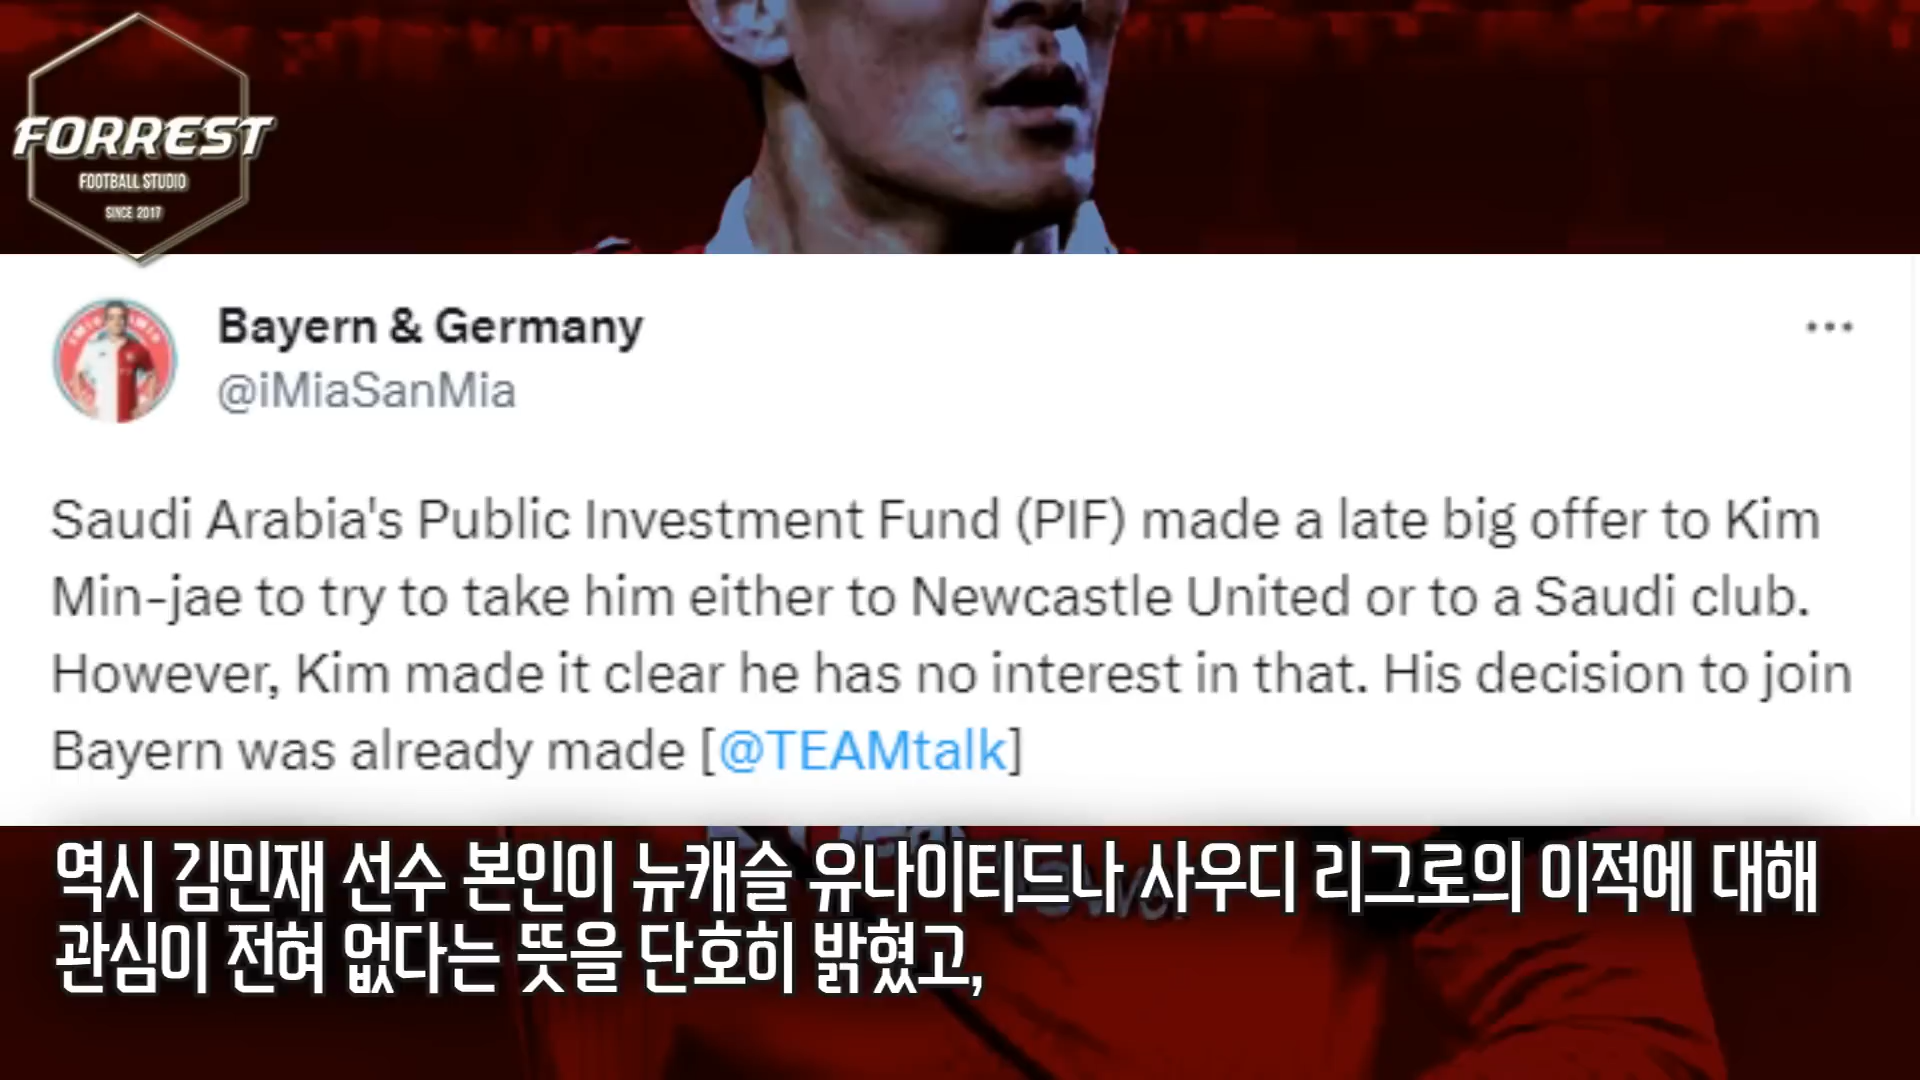 FORREST
FOOTBALL STUDIO
SINCE 2017
Bayern & Germany
@iMiaSanMia
Saudi Arabia's Public Investment Fund (PIF) made a late big offer to Kim
Min-jae to try to take him either to Newcastle United or to a Saudi club.
However, Kim made it clear he has no interest in that. His decision to join
Bayern was already made [@TEAMtalk]
역시 김민재 선수 본인이 뉴캐슬 유나이티드나 사우디 리그로의 이적에 대해
관심이 전혀 없다는 뜻을 단호히 밝혔고,